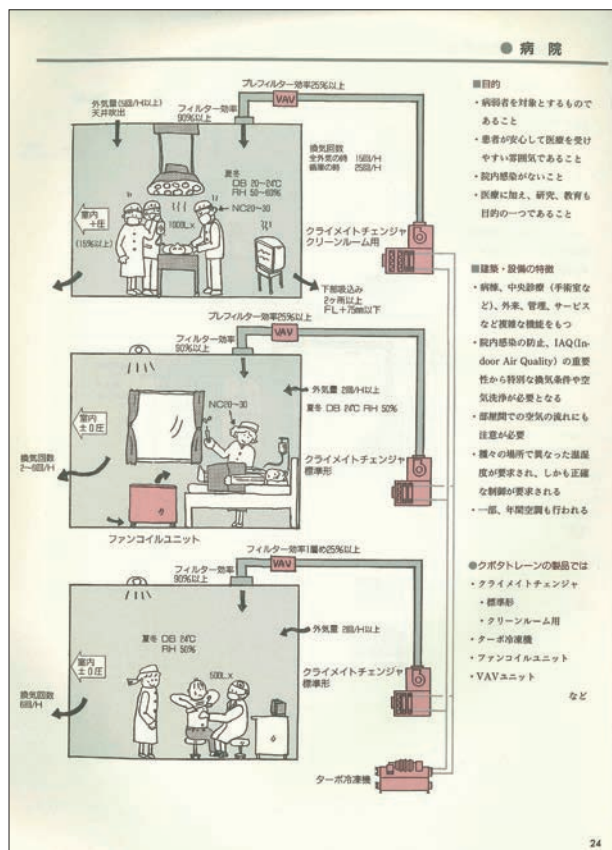 ● 病院
プレフィルター効率25%以上
VAV
外気量(5回/H以上)
天井吹出
フィルター効率
90%以上
換気回数
全外気の時 15回/H
循環の時 25回/H
夏冬
DB 20~24℃
RH 50~60%
NC20~30
1000Lx
室内
+圧
(15%以上)
クライメイトチェンジャ
クリーンルーム用
下部吸込み
2ヶ所以上
FL+75mm以下
プレフィルター効率25%以上
VAV
フィルター効率
90%以上
外気量 2回/H以上
NC20~30
夏冬 DB 24℃ RH 50%
室内
±0圧
換気回数
2~6回/H
クライメイトチェンジャ
標準形
ファンコイルユニット
フィルター効率1層め25%以上
VAV
フィルター効率
90%以上
外気量 2回/H以上
夏冬 DB 24℃
RH 50%
500Lx
室内
±0圧
換気回数
6回/H
クライメイトチェンジャ
標準形
ターボ冷凍機
■目的
・病弱者を対象とするもので
あること
・患者が安心して医療を受け
やすい雰囲気であること
・院内感染がないこと
・医療に加え、研究、教育も
目的の一つであること
■建築・設備の特徴
・病棟、中央診療(手術室な
ど)、外来、管理、サービス
など複雑な機能をもつ
・院内感染の防止、IAQ(In-
door Air Quality)の重要
性から特別な換気条件や空
気洗浄が必要となる
・部屋間での空気の流れにも
注意が必要
・種々の場所で異なった温湿
度が要求され、しかも正確
な制御が要求される
・一部、年間空調も行われる
●クボタトレーンの製品では
・クライメイトチェンジャ
・標準形
・クリーンルーム用
・ターボ冷凍機
・ファンコイルユニット
・VAVユニット
など
24